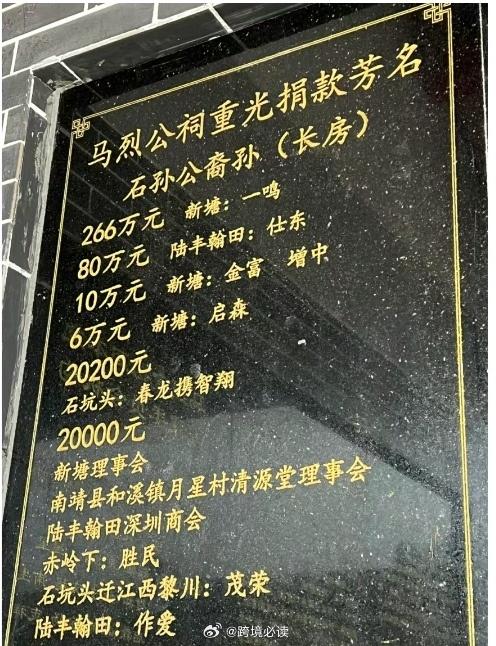 马烈公祠重光捐款芳名
石孙公裔孙（长房）
266万元 新塘：一鸣
80万元 陆丰翰田：仕东
10万元 新塘：金富 增中
6万元 新塘：启森
20200元
石坑头：春龙携智翔
20000元
新塘理事会
南靖县和溪镇月星村清源堂理事会
陆丰翰田深圳商会
赤岭下：胜民
石坑头迁江西黎川：茂荣
陆丰翰田：作爱
@跨境必读